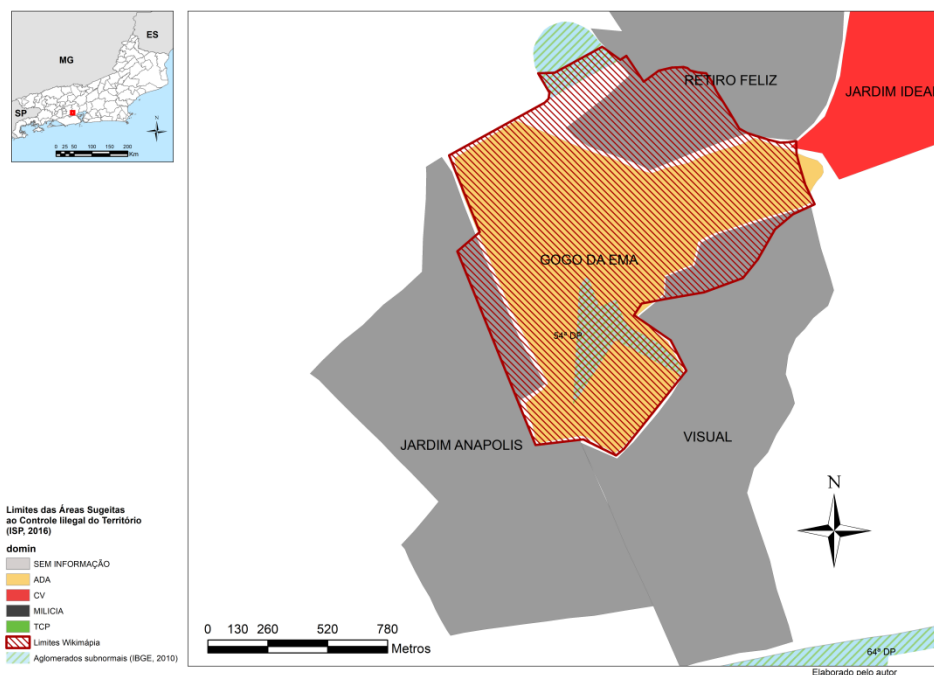 ES
MG
SP
N
0 25 50 100 150 200
Km
RETIRO FELIZ
JARDIM IDEAL
GOGO DA EMA
54ª DP
JARDIM ANAPOLIS
VISUAL
N
Limites das Áreas Sugeitas
ao Controle Iilegal do Território
(ISP, 2016)
domin
SEM INFORMAÇÃO
ADA
CV
MILICIA
TCP
Limites Wikimápia
Aglomerados subnormais (IBGE, 2010)
0 130 260 520 780
Metros
64ª DP
Elaborado pelo autor